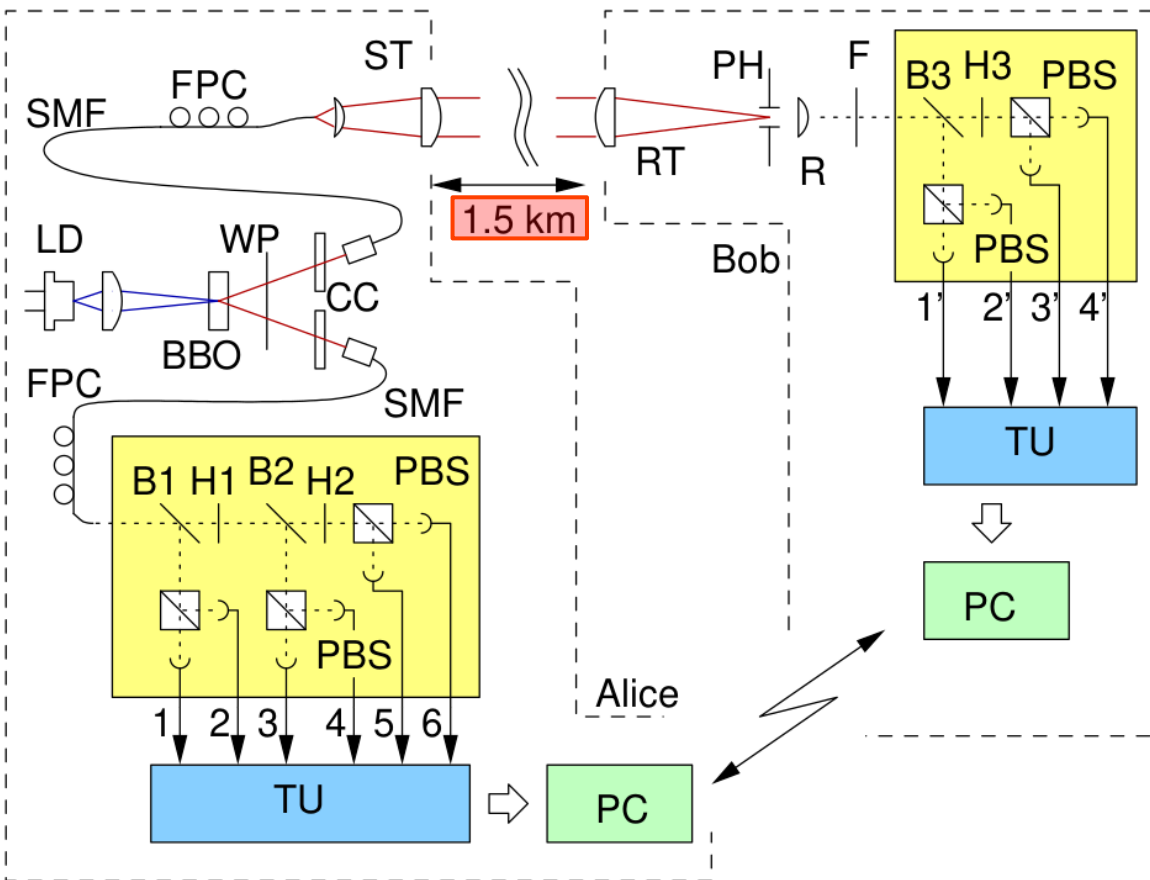 ST
FPC
SMF
PH
F
B3
H3
PBS
RT
R
1.5 km
LD
WP
CC
BBO
Bob
PBS
1’
2’
3’
4’
FPC
SMF
TU
B1
H1
B2
H2
PBS
PC
PBS
Alice
1
2
3
4
5
6
TU
PC